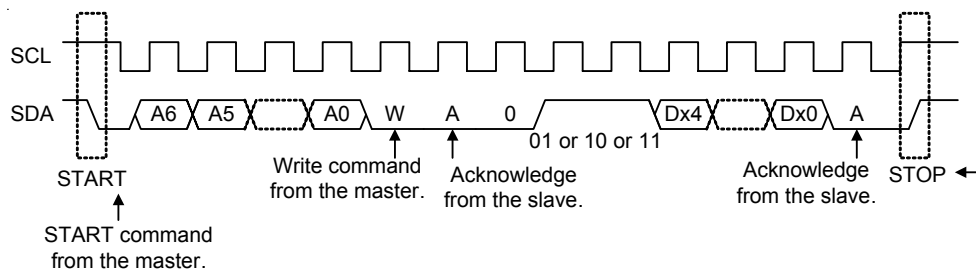 SCL
SDA
A6 A5 A0 W A 0 Dx4 Dx0 A
01 or 10 or 11
START
Write command
from the master.
Acknowledge
from the slave.
Acknowledge
from the slave.
STOP
START command
from the master.